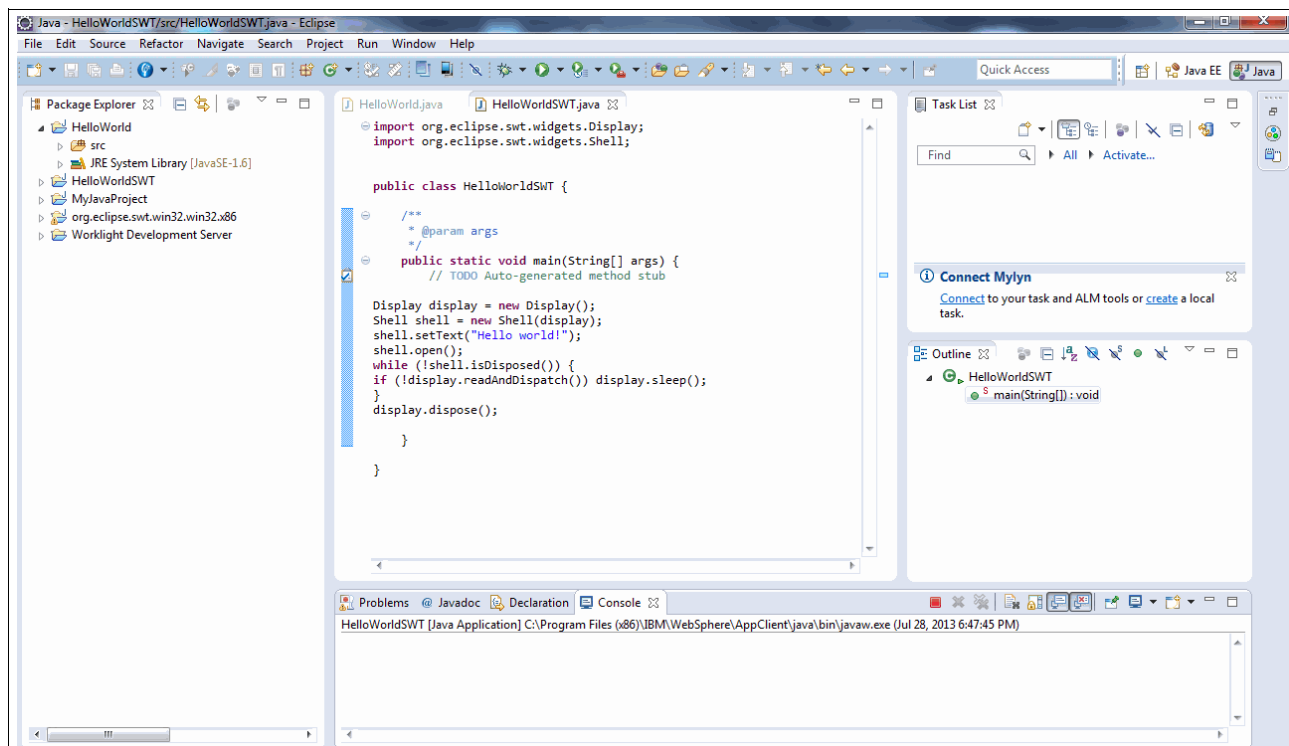 Java - HelloWorldSWT/src/HelloWorldSWT.java - Eclipse
File Edit Source Refactor Navigate Search Project Run Window Help
Quick Access
Java EE
Java
Package Explorer
HelloWorld
src
JRE System Library [JavaSE-1.6]
HelloWorldSWT
MyJavaProject
org.eclipse.swt.win32.win32.x86
Worklight Development Server
HelloWorld.java
HelloWorldSWT.java
import org.eclipse.swt.widgets.Display;
import org.eclipse.swt.widgets.Shell;
public class HelloWorldSWT {
/**
* @param args
*/
public static void main(String[] args) {
// TODO Auto-generated method stub
Display display = new Display();
Shell shell = new Shell(display);
shell.setText("Hello world!");
shell.open();
while (!shell.isDisposed()) {
if (!display.readAndDispatch()) display.sleep();
}
display.dispose();
}
}
Task List
Find
All
Activate...
Connect Mylyn
Connect to your task and ALM tools or create a local
task.
Outline
HelloWorldSWT
main(String[]) : void
Problems @ Javadoc Declaration Console
HelloWorldSWT [Java Application] C:\Program Files (x86)\IBM\WebSphere\AppClient\java\bin\javaw.exe (Jul 28, 2013 6:47:45 PM)